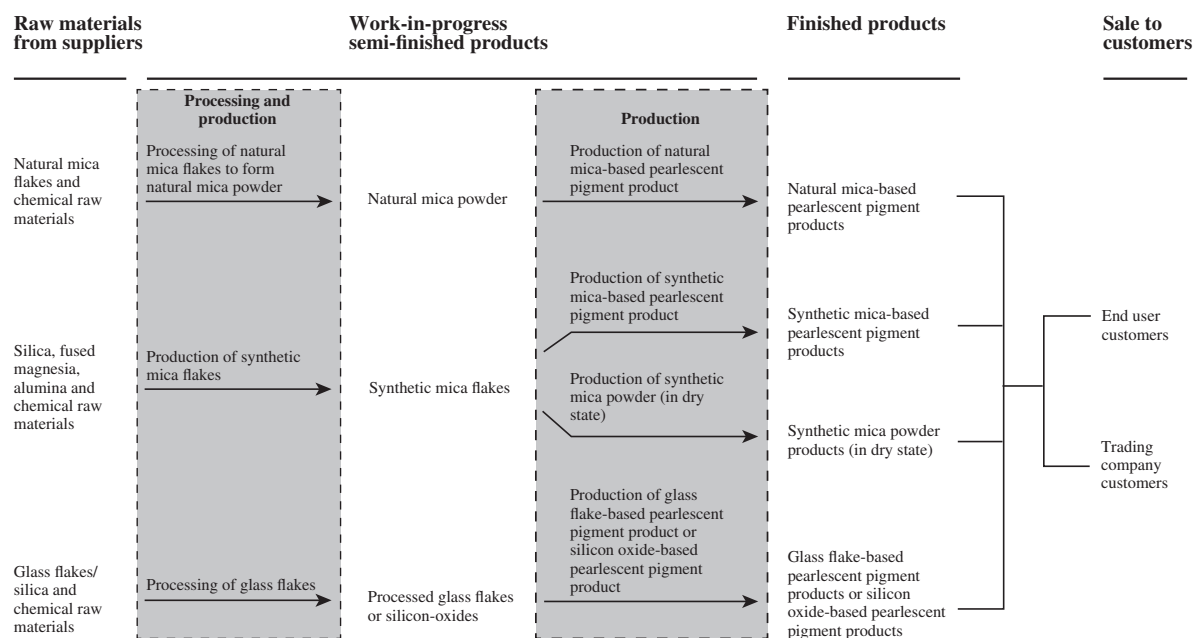 Raw materials
from suppliers
Work-in-progress
semi-finished products
Finished products
Sale to
customers
Processing and
production
Production
Natural mica
flakes and
chemical raw
materials
Processing of natural
mica flakes to form
natural mica powder
Natural mica powder
Production of natural
mica-based pearlescent
pigment product
Natural mica-based
pearlescent pigment
products
Silica, fused
magnesia,
alumina and
chemical raw
materials
Production of synthetic
mica flakes
Synthetic mica flakes
Production of synthetic
mica-based pearlescent
pigment product
Synthetic mica-based
pearlescent pigment
products
Production of synthetic
mica powder (in dry
state)
Synthetic mica powder
products (in dry state)
Glass flakes/
silica and
chemical raw
materials
Processing of glass flakes
Processed glass flakes
or silicon-oxides
Production of glass
flake-based pearlescent
pigment product or
silicon oxide-based
pearlescent pigment
product
Glass flake-based
pearlescent pigment
products or silicon
oxide-based pearlescent
pigment products
End user
customers
Trading
company
customers